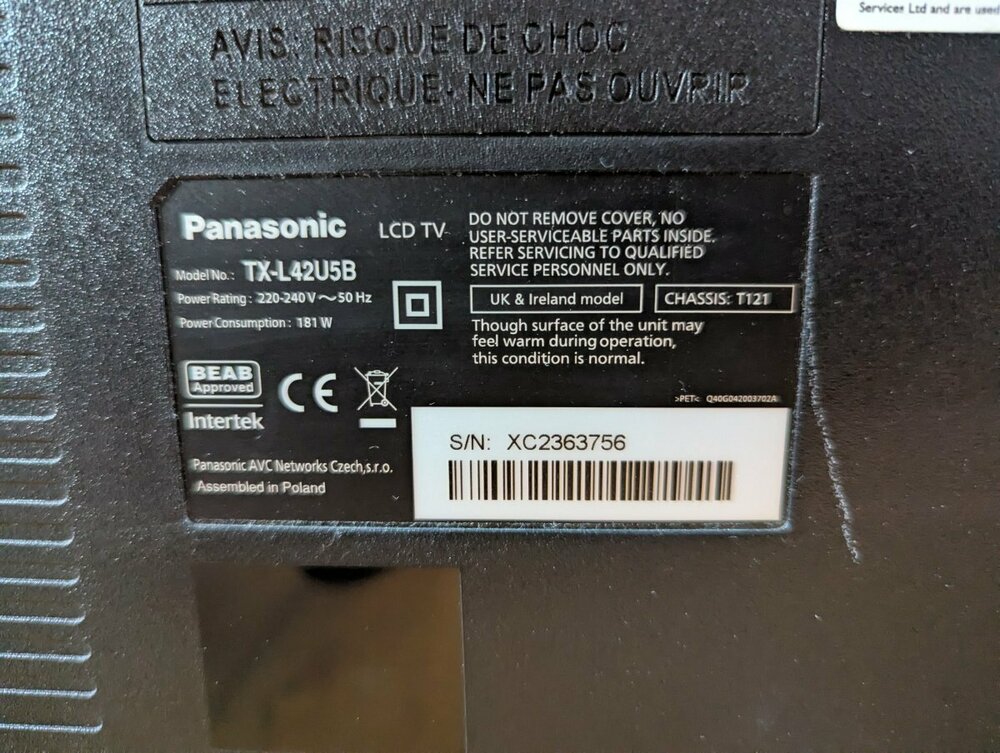 Services Ltd and are used
AVIS. RISQUE DE CHOC
ELECTRIQUE- NE PAS OUVRIR
Panasonic LCD TV
Model No.: TX-L42U5B
Power Rating: 220-240 V ~ 50 Hz
Power Consumption: 181 W
DO NOT REMOVE COVER, NO
USER-SERVICEABLE PARTS INSIDE.
REFER SERVICING TO QUALIFIED
SERVICE PERSONNEL ONLY.
UK & Ireland model
CHASSIS: T121
Though surface of the unit may
feel warm during operation,
this condition is normal.
BEAB
Approved
Intertek
CE
>PET< Q40G042003702A
Panasonic AVC Networks Czech,s.r.o.
Assembled in Poland
S/N: XC2363756